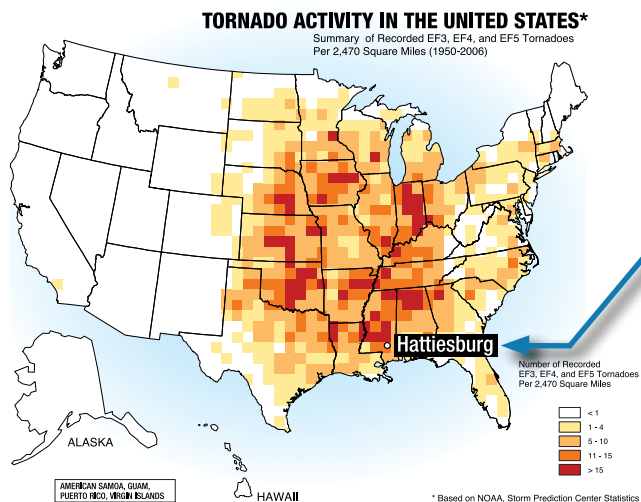 TORNADO ACTIVITY IN THE UNITED STATES*
Summary of Recorded EF3, EF4, and EF5 Tornadoes
Per 2,470 Square Miles (1950-2006)
Hattiesburg
Number of Recorded
EF3, EF4, and EF5 Tornadoes
Per 2,470 Square Miles
< 1
1 - 4
5 - 10
11 - 15
> 15
ALASKA
HAWAII
AMERICAN SAMOA, GUAM,
PUERTO RICO, VIRGIN ISLANDS
* Based on NOAA, Storm Prediction Center Statistics